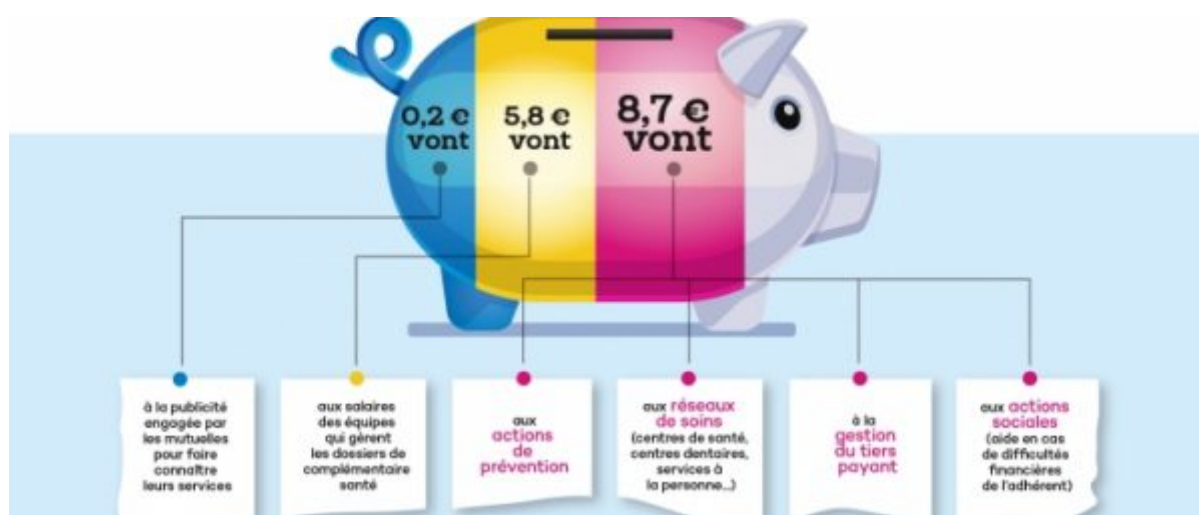 0,2 €
vont
5,8 €
vont
8,7 €
vont
à la publicité
engagée par
les mutuelles
pour faire
connaître
leurs services
aux salaires
des équipes
qui gèrent
les dossiers de
complémentaire
santé
aux
actions
de
prévention
aux réseaux
de soins
(centres de santé,
centres dentaires,
services à
la personne...)
à la
gestion
du tiers
payant
aux actions
sociales
(aide en cas
de difficultés
financières
de l'adhérent)